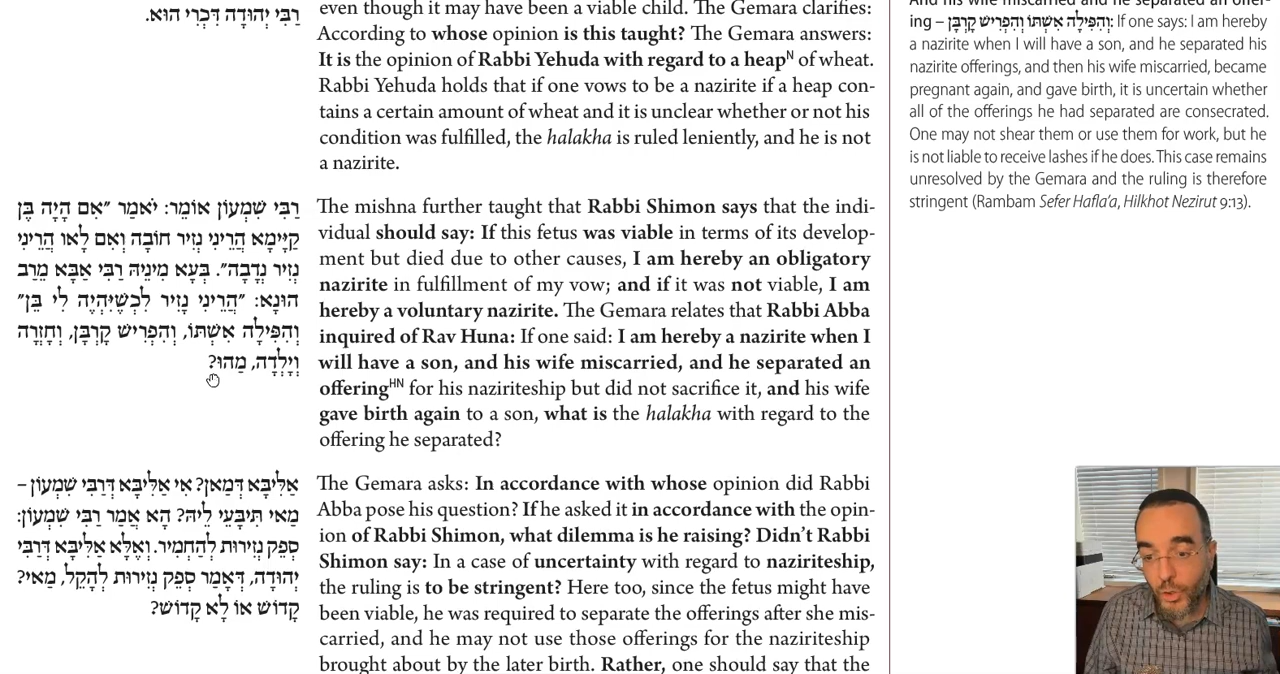 רַבִּי יְהוּדָה דִּכְרִי הוּא.
רַבִּי שִׁמְעוֹן אוֹמֵר: יֹאמַר ״אִם הָיָה בֶּן
קַיָּימָא הֲרֵינִי נְזִיר חוֹבָה וְאִם לָאו הֲרֵינִי
נְזִיר נְדָבָה״. בְּעָא מִינֵּיהּ רַבִּי אַבָּא מֵרַב
הוּנָא: ״הֲרֵינִי נָזִיר לִכְשֶׁיִּהְיֶה לִי בֵּן״
וְהִפִּילָה אִשְׁתּוֹ, וְהִפְרִישׁ קׇרְבָּן, וְחָזְרָה
וְיָלְדָה, מַהוּ?
אַלִּיבָּא דְּמַאן? אִי אַלִּיבָּא דְּרַבִּי שִׁמְעוֹן –
מַאי תִּיבָּעֵי לֵיהּ? הָא אָמַר רַבִּי שִׁמְעוֹן:
סְפֵק נְזִירוּת לְהַחְמִיר. וְאֶלָּא אַלִּיבָּא דְּרַבִּי
יְהוּדָה, דְּאָמַר סְפֵק נְזִירוּת לְהָקֵל, מַאי?
קָדוֹשׁ אוֹ לָא קָדוֹשׁ?
even though it may have been a viable child. The Gemara clarifies:
According to whose opinion is this taught? The Gemara answers:
It is the opinion of Rabbi Yehuda with regard to a heapN of wheat.
Rabbi Yehuda holds that if one vows to be a nazirite if a heap con-
tains a certain amount of wheat and it is unclear whether or not his
condition was fulfilled, the halakha is ruled leniently, and he is not
a nazirite.
The mishna further taught that Rabbi Shimon says that the indi-
vidual should say: If this fetus was viable in terms of its develop-
ment but died due to other causes, I am hereby an obligatory
nazirite in fulfillment of my vow; and if it was not viable, I am
hereby a voluntary nazirite. The Gemara relates that Rabbi Abba
inquired of Rav Huna: If one said: I am hereby a nazirite when I
will have a son, and his wife miscarried, and he separated an
offeringHN for his naziriteship but did not sacrifice it, and his wife
gave birth again to a son, what is the halakha with regard to the
offering he separated?
The Gemara asks: In accordance with whose opinion did Rabbi
Abba pose his question? If he asked it in accordance with the opin-
ion of Rabbi Shimon, what dilemma is he raising? Didn't Rabbi
Shimon say: In a case of uncertainty with regard to naziriteship,
the ruling is to be stringent? Here too, since the fetus might have
been viable, he was required to separate the offerings after she mis-
carried, and he may not use those offerings for the naziriteship
brought about by the later birth. Rather, one should say that the
And his wife miscarried and he separated an offer-
ing – וְהִפִּילָה אִשְׁתּוֹ וְהִפְרִישׁ קׇרְבָּן: If one says: I am hereby
a nazirite when I will have a son, and he separated his
nazirite offerings, and then his wife miscarried, became
pregnant again, and gave birth, it is uncertain whether
all of the offerings he had separated are consecrated.
One may not shear them or use them for work, but he
is not liable to receive lashes if he does. This case remains
unresolved by the Gemara and the ruling is therefore
stringent (Rambam Sefer Hafla'a, Hilkhot Nezirut 9:13).